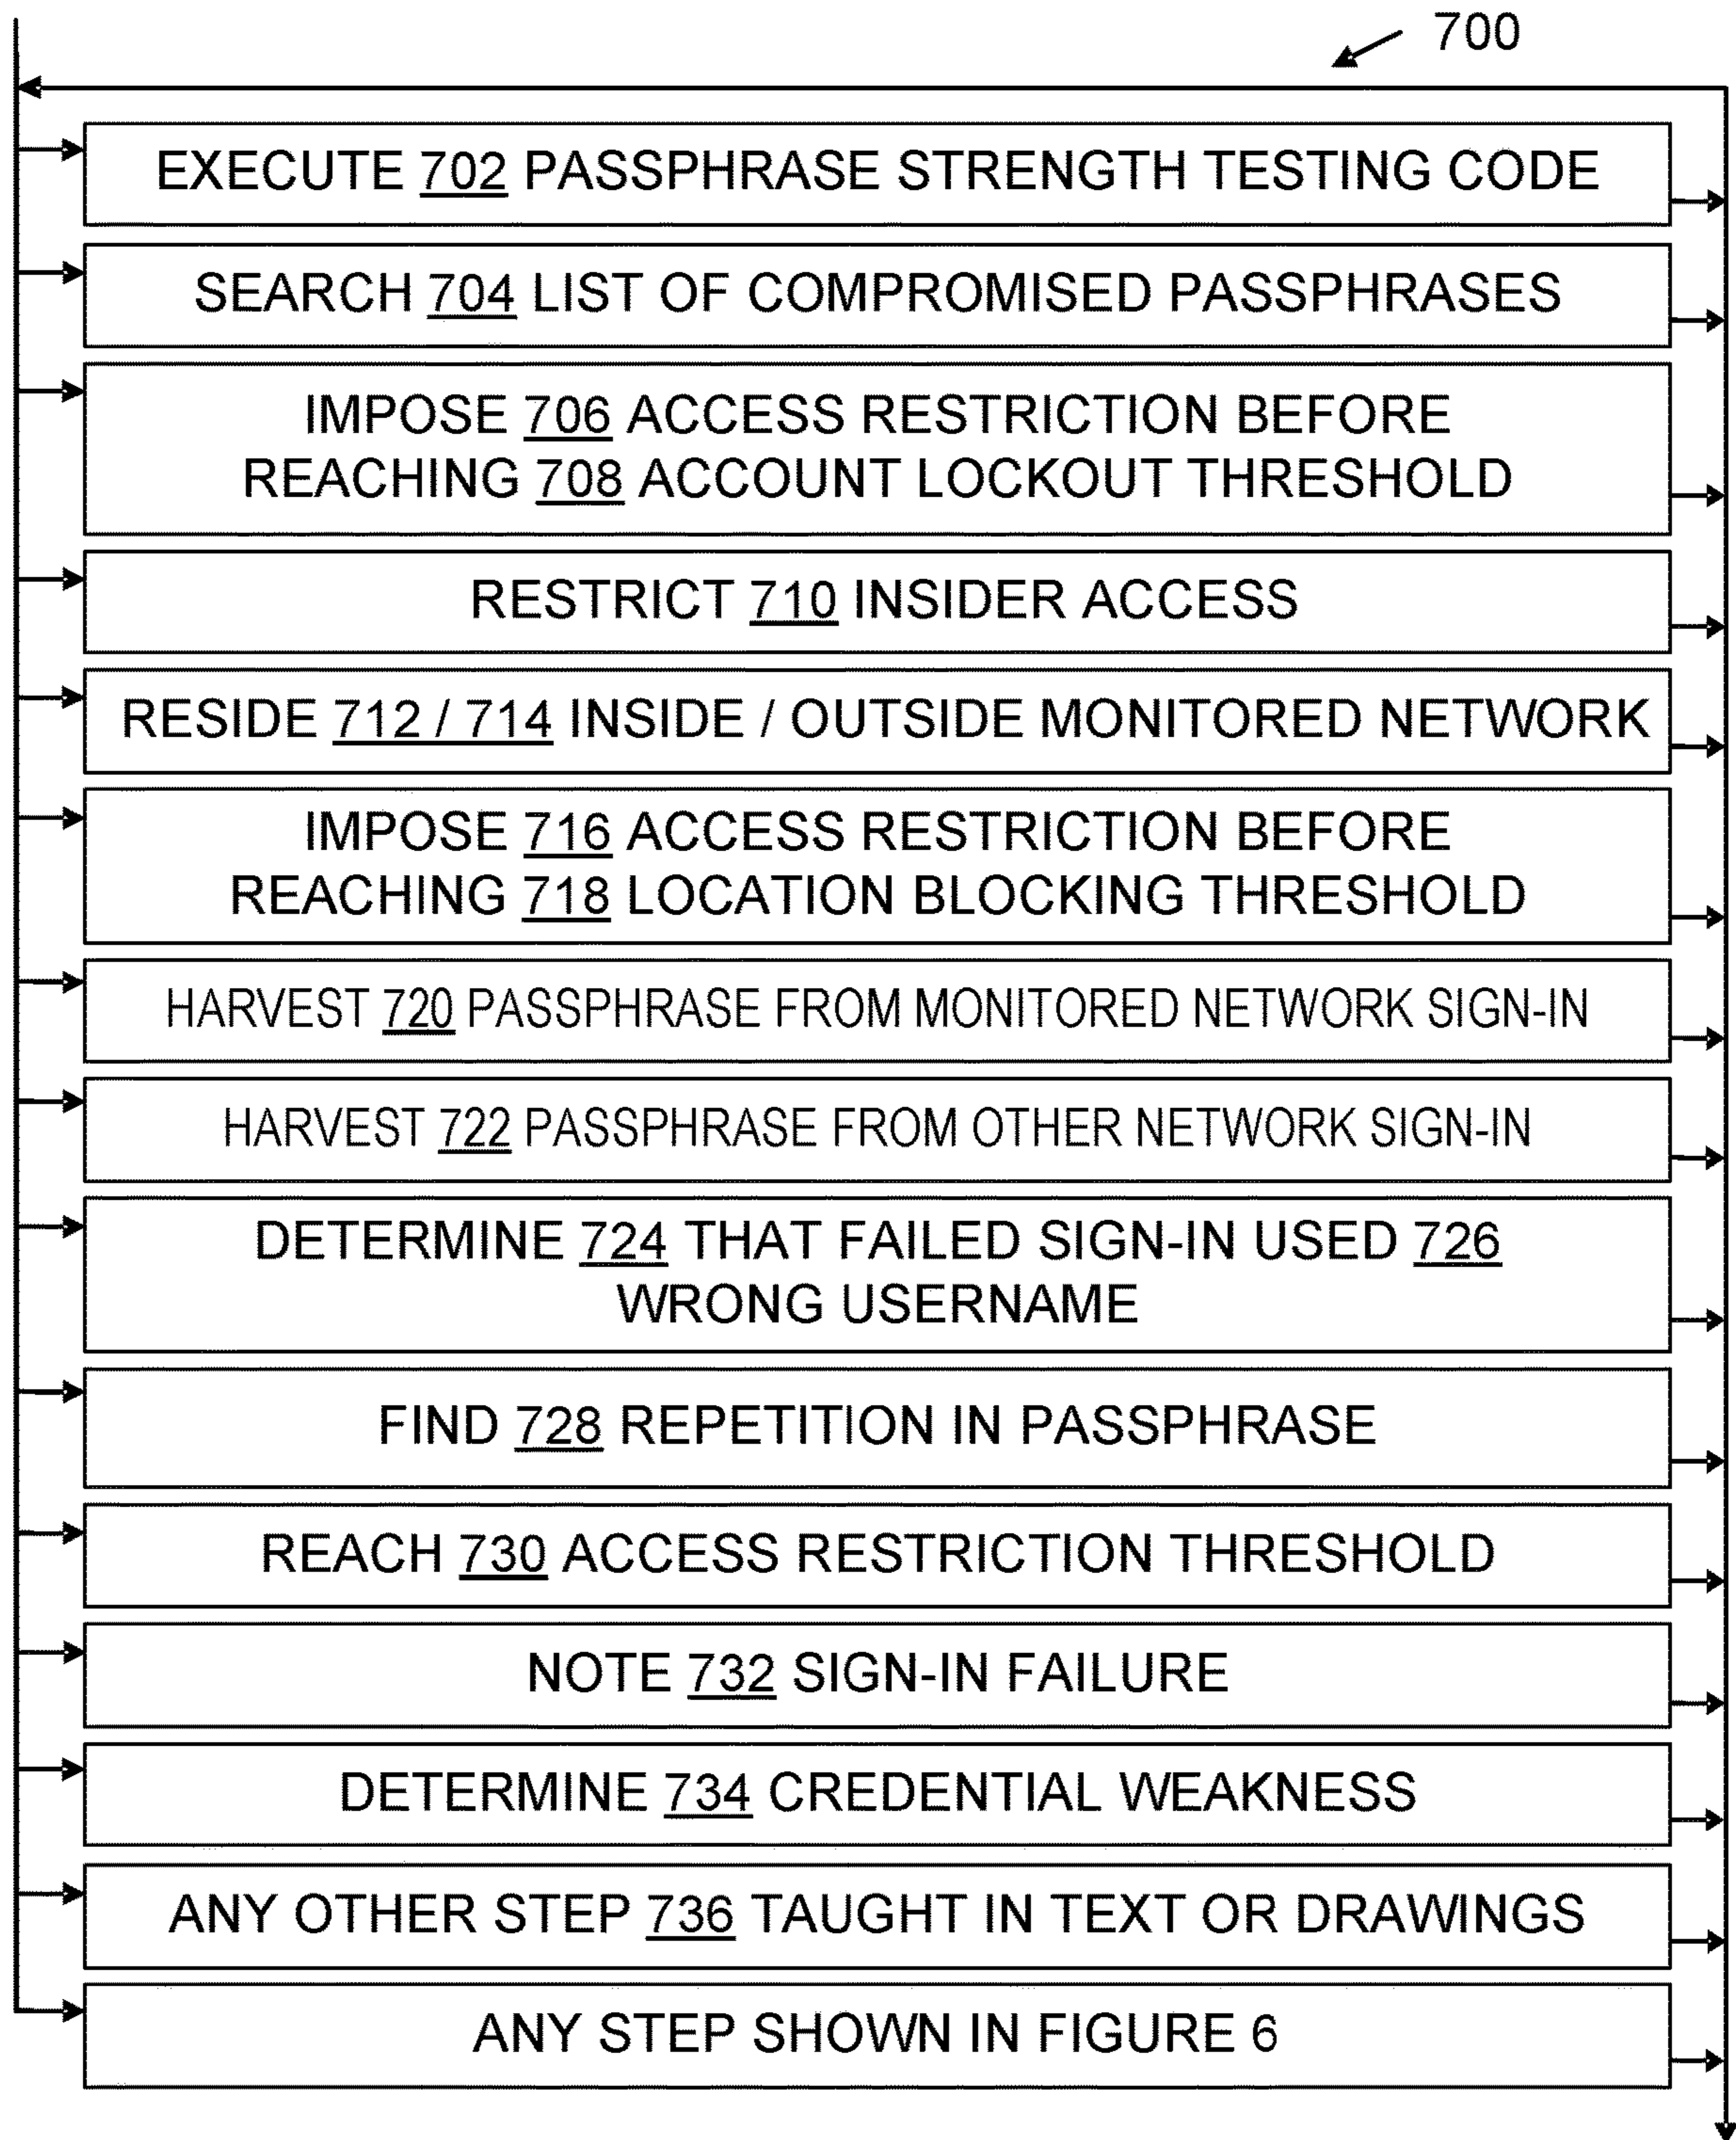 700
EXECUTE 702 PASSPHRASE STRENGTH TESTING CODE
SEARCH 704 LIST OF COMPROMISED PASSPHRASES
IMPOSE 706 ACCESS RESTRICTION BEFORE
REACHING 708 ACCOUNT LOCKOUT THRESHOLD
RESTRICT 710 INSIDER ACCESS
RESIDE 712 / 714 INSIDE / OUTSIDE MONITORED NETWORK
IMPOSE 716 ACCESS RESTRICTION BEFORE
REACHING 718 LOCATION BLOCKING THRESHOLD
HARVEST 720 PASSPHRASE FROM MONITORED NETWORK SIGN-IN
HARVEST 722 PASSPHRASE FROM OTHER NETWORK SIGN-IN
DETERMINE 724 THAT FAILED SIGN-IN USED 726
WRONG USERNAME
FIND 728 REPETITION IN PASSPHRASE
REACH 730 ACCESS RESTRICTION THRESHOLD
NOTE 732 SIGN-IN FAILURE
DETERMINE 734 CREDENTIAL WEAKNESS
ANY OTHER STEP 736 TAUGHT IN TEXT OR DRAWINGS
ANY STEP SHOWN IN FIGURE 6